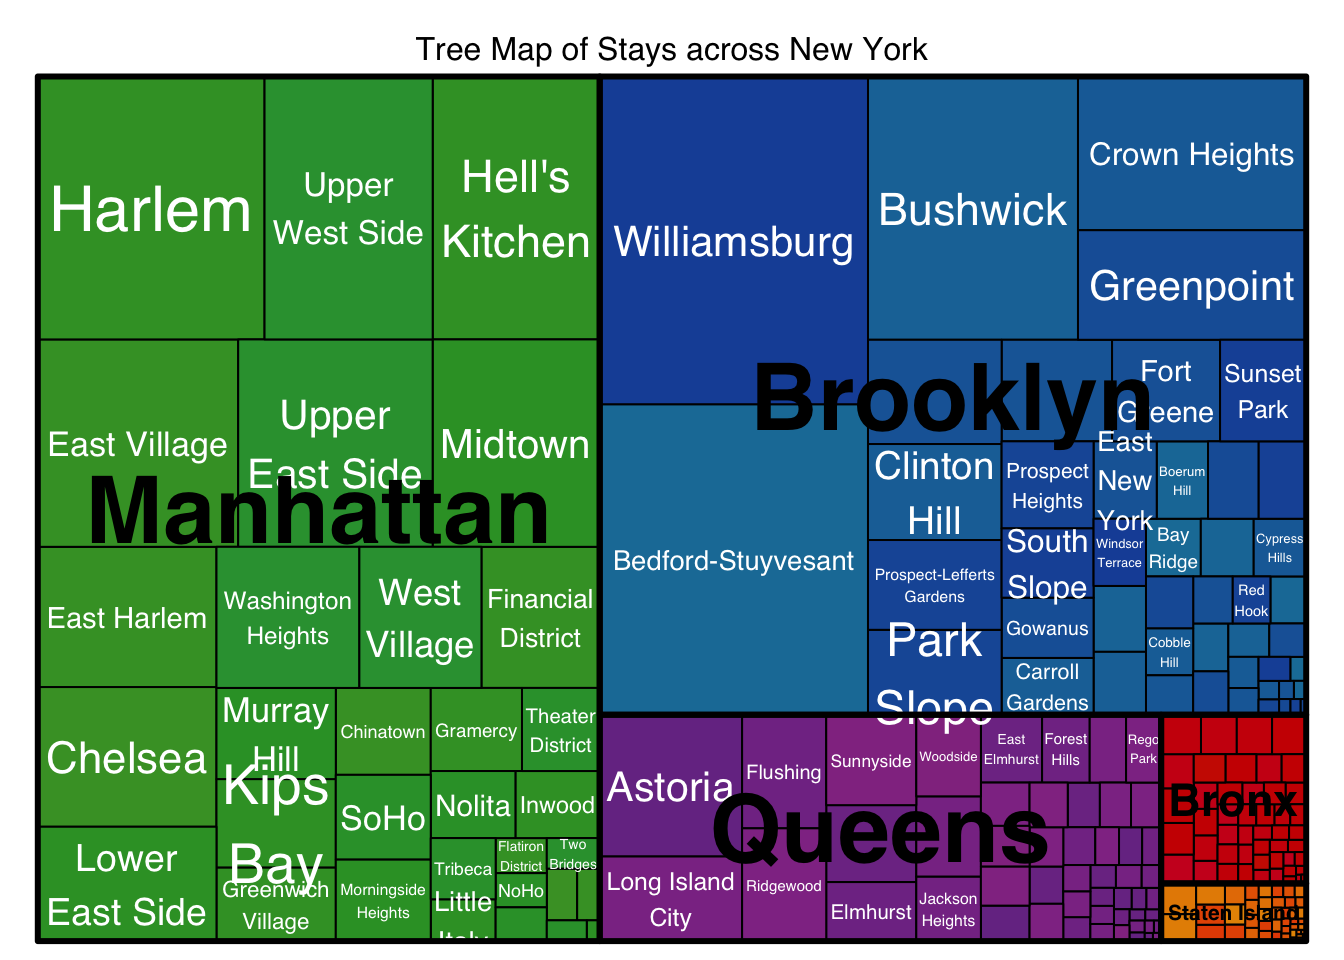 Tree Map of Stays across New York
Harlem
Upper
West Side
Hell's
Kitchen
East Village
Upper
East Side
Midtown
Manhattan
East Harlem
Washington
Heights
West
Village
Financial
District
Chelsea
Murray
Hill
Chinatown
Gramercy
Theater
District
Kips
Bay
SoHo
Nolita
Inwood
Lower
East Side
Greenwich
Village
Morningside
Heights
Tribeca
Flatiron
District
Two
Bridges
NoHo
Little
Italy
Williamsburg
Bushwick
Crown Heights
Greenpoint
Brooklyn
Fort
Greene
Sunset
Park
Bedford-Stuyvesant
Clinton
Hill
Prospect
Heights
East
New
York
Boerum
Hill
Prospect-Lefferts
Gardens
South
Slope
Windsor
Terrace
Bay
Ridge
Cypress
Hills
Red
Hook
Park
Slope
Gowanus
Cobble
Hill
Carroll
Gardens
Astoria
Flushing
Sunnyside
Woodside
East
Elmhurst
Forest
Hills
Rego
Park
Queens
Long Island
City
Ridgewood
Elmhurst
Jackson
Heights
Bronx
Staten Island